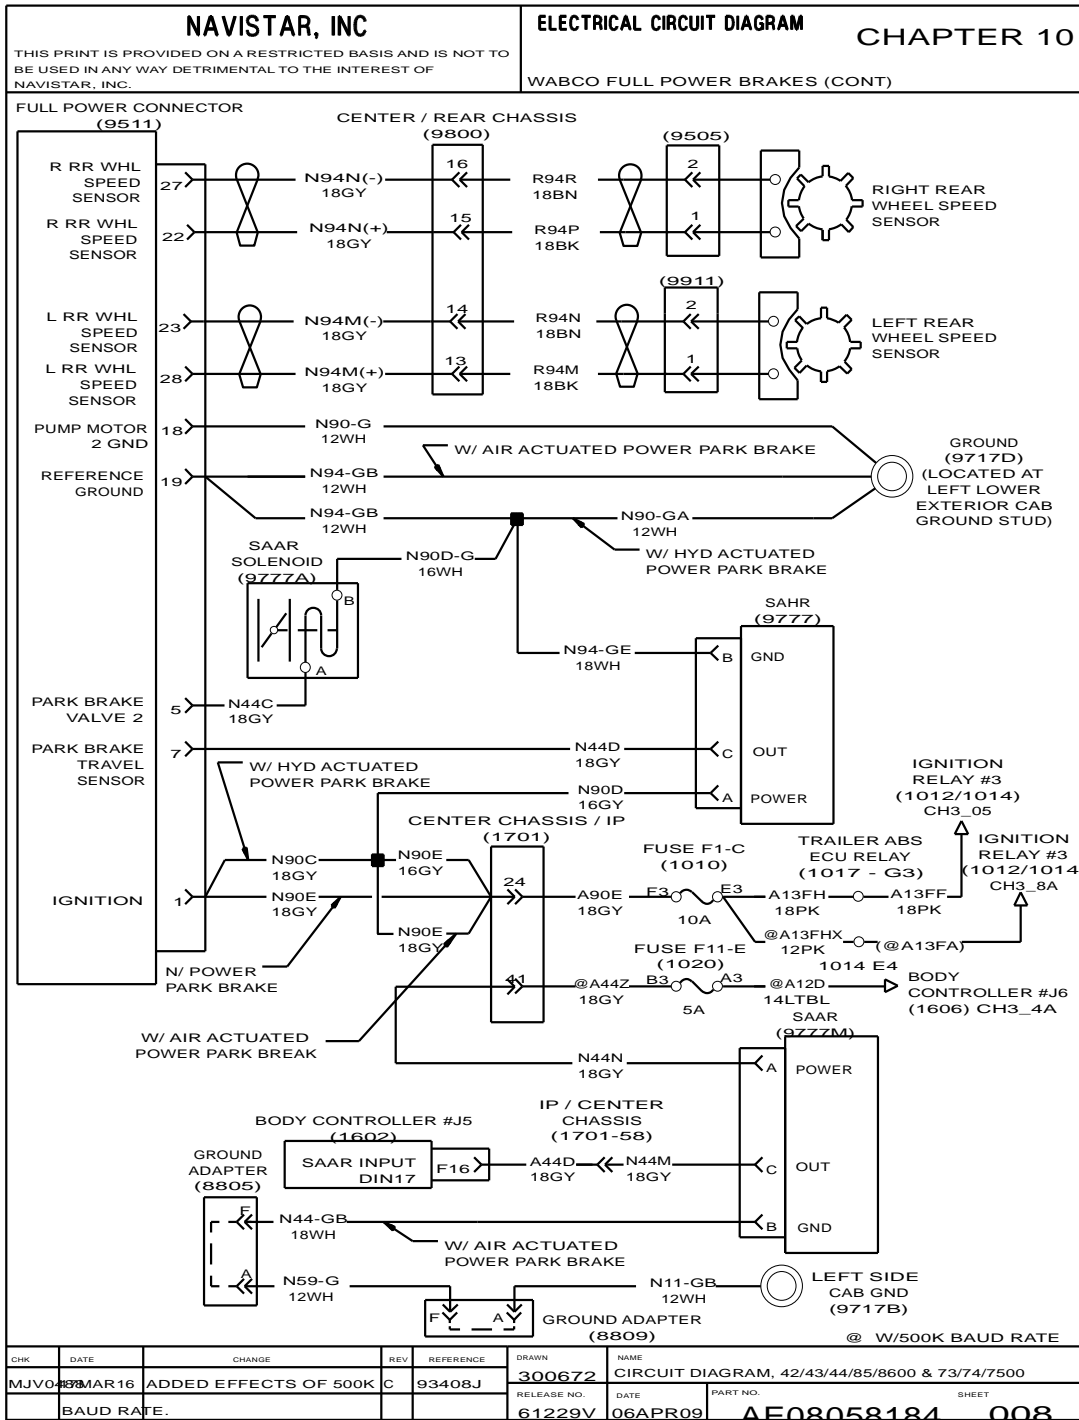 NAVISTAR, INC
THIS PRINT IS PROVIDED ON A RESTRICTED BASIS AND IS NOT TO
BE USED IN ANY WAY DETRIMENTAL TO THE INTEREST OF
NAVISTAR, INC.
ELECTRICAL CIRCUIT DIAGRAM
CHAPTER 10
WABCO FULL POWER BRAKES (CONT)
FULL POWER CONNECTOR
(9511)
CENTER / REAR CHASSIS
(9800)
(9505)
R RR WHL
SPEED
SENSOR
27
N94N(-)
18GY
16
R94R
18BN
2
RIGHT REAR
WHEEL SPEED
SENSOR
R RR WHL
SPEED
SENSOR
22
N94N(+)
18GY
15
R94P
18BK
1
(9911)
L RR WHL
SPEED
SENSOR
23
N94M(-)
18GY
14
R94N
18BN
2
LEFT REAR
WHEEL SPEED
SENSOR
L RR WHL
SPEED
SENSOR
28
N94M(+)
18GY
13
R94M
18BK
1
PUMP MOTOR
2 GND
18
N90-G
12WH
W/ AIR ACTUATED POWER PARK BRAKE
GROUND
(9717D)
(LOCATED AT
LEFT LOWER
EXTERIOR CAB
GROUND STUD)
REFERENCE
GROUND
19
N94-GB
12WH
N94-GB
12WH
N90-GA
12WH
W/ HYD ACTUATED
POWER PARK BRAKE
SAAR
SOLENOID
(9777A)
N90D-G
16WH
B
A
SAHR
(9777)
N94-GE
18WH
B
GND
PARK BRAKE
VALVE 2
5
N44C
18GY
PARK BRAKE
TRAVEL
SENSOR
7
N44D
18GY
C
OUT
W/ HYD ACTUATED
POWER PARK BRAKE
N90D
16GY
A
POWER
IGNITION
RELAY #3
(1012/1014)
CH3_05
CENTER CHASSIS / IP
(1701)
FUSE F1-C
(1010)
TRAILER ABS
ECU RELAY
(1017 - G3)
IGNITION
RELAY #3
(1012/1014
CH3_8A
N90C
18GY
N90E
16GY
IGNITION
1
N90E
18GY
24
A90E
18GY
F3
E3
10A
A13FH
18PK
A13FF
18PK
N90E
18GY
@A13FHX
12PK
(@A13FA)
1014 E4
N/ POWER
PARK BRAKE
FUSE F11-E
(1020)
41
@A44Z
18GY
B3
A3
5A
@A12D
14LTBL
BODY
CONTROLLER #J6
(1606) CH3_4A
W/ AIR ACTUATED
POWER PARK BREAK
SAAR
(9777M)
N44N
18GY
A
POWER
BODY CONTROLLER #J5
(1602)
IP / CENTER
CHASSIS
(1701-58)
SAAR INPUT
DIN17
F16
A44D
18GY
N44M
18GY
C
OUT
GROUND
ADAPTER
(8805)
F
N44-GB
18WH
B
GND
W/ AIR ACTUATED
POWER PARK BRAKE
A
N59-G
12WH
F
A
N11-GB
12WH
LEFT SIDE
CAB GND
(9717B)
GROUND ADAPTER
(8809)
@ W/500K BAUD RATE
CHK
DATE
CHANGE
REV
REFERENCE
DRAWN
NAME
ADDED EFFECTS OF 500K
C
93408J
300672
CIRCUIT DIAGRAM, 42/43/44/85/8600 & 73/74/7500
BAUD RATE.
RELEASE NO.
DATE
PART NO.
SHEET
61229V
06APR09
AE08058184
008